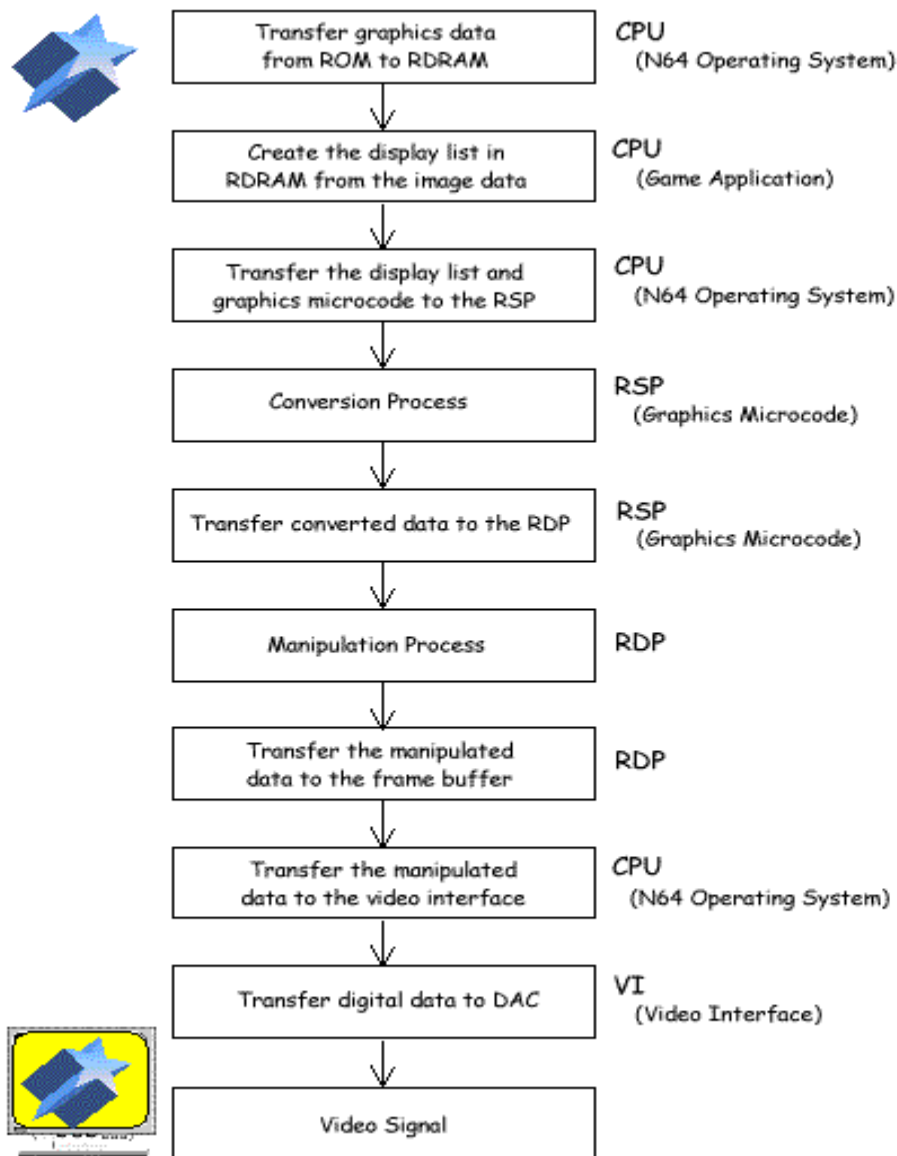 Transfer graphics data
from ROM to RDRAM
CPU
(N64 Operating System)
Create the display list in
RDRAM from the image data
CPU
(Game Application)
Transfer the display list and
graphics microcode to the RSP
CPU
(N64 Operating System)
Conversion Process
RSP
(Graphics Microcode)
Transfer converted data to the RDP
RSP
(Graphics Microcode)
Manipulation Process
RDP
Transfer the manipulated
data to the frame buffer
RDP
Transfer the manipulated
data to the video interface
CPU
(N64 Operating System)
Transfer digital data to DAC
VI
(Video Interface)
Video Signal